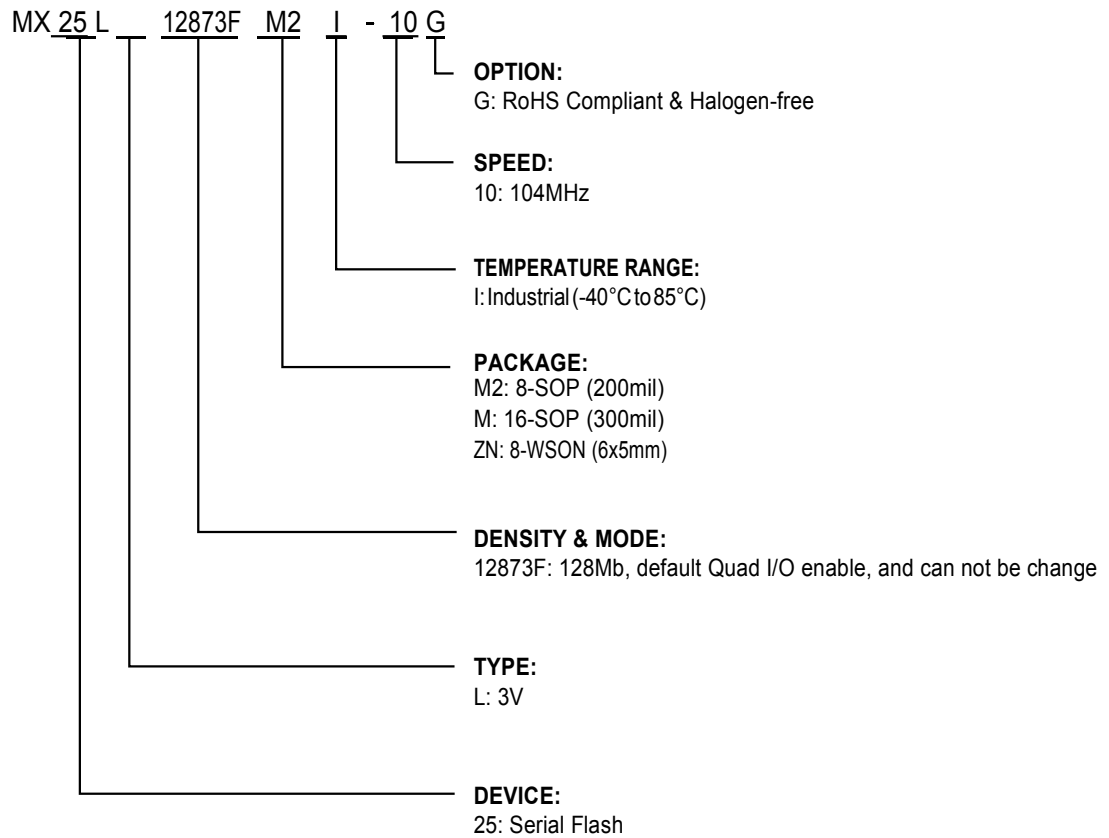 MX 25 L 12873F M2 I - 10 G
OPTION:
G: RoHS Compliant & Halogen-free
SPEED:
10: 104MHz
TEMPERATURE RANGE:
I: Industrial (-40°C to 85°C)
PACKAGE:
M2: 8-SOP (200mil)
M: 16-SOP (300mil)
ZN: 8-WSON (6x5mm)
DENSITY & MODE:
12873F: 128Mb, default Quad I/O enable, and can not be change
TYPE:
L: 3V
DEVICE:
25: Serial Flash